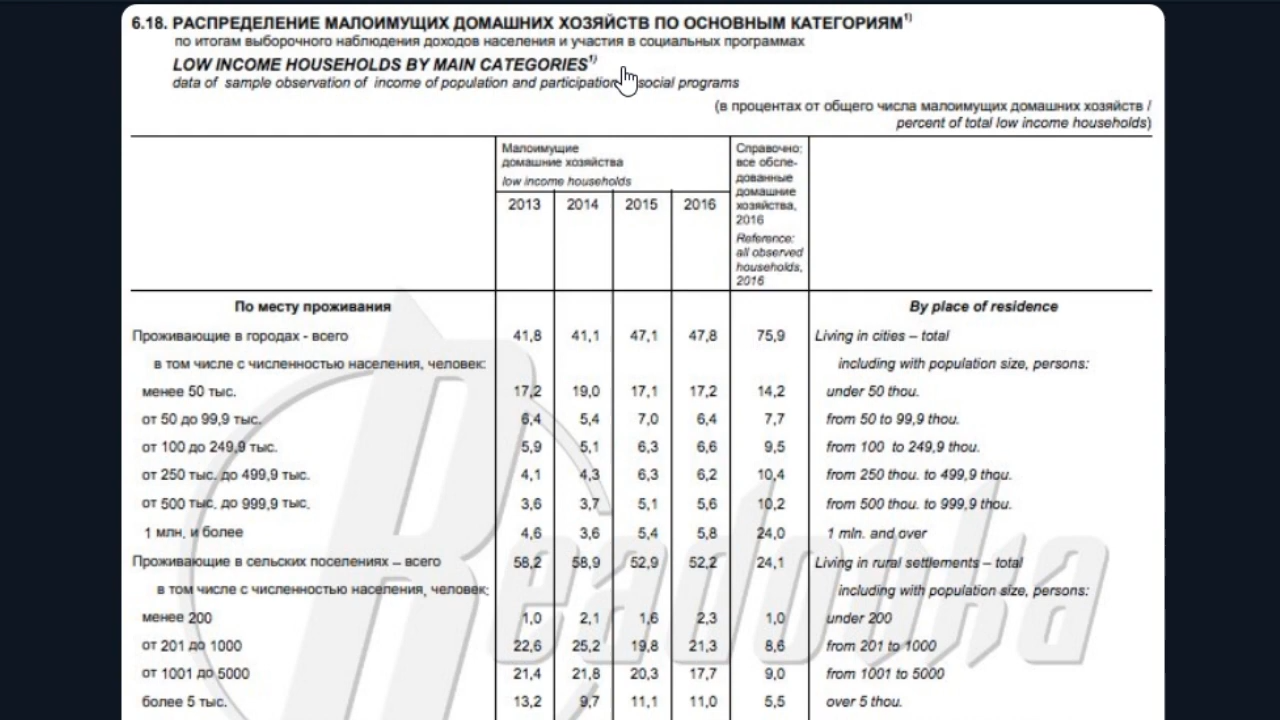 6.18. РАСПРЕДЕЛЕНИЕ МАЛОИМУЩИХ ДОМАШНИХ ХОЗЯЙСТВ ПО ОСНОВНЫМ КАТЕГОРИЯМ1)
по итогам выборочного наблюдения доходов населения и участия в социальных программах
LOW INCOME HOUSEHOLDS BY MAIN CATEGORIES1)
data of sample observation of income of population and participation social programs
(в процентах от общего числа малоимущих домашних хозяйств /
percent of total low income households)
Малоимущие
домашние хозяйства
low income households
2013 2014 2015 2016
Справочно:
все обсле-
дованные
домашние
хозяйства,
2016
Reference:
all observed
households,
2016
По месту проживания By place of residence
Проживающие в городах - всего 41,8 41,1 47,1 47,8 75,9 Living in cities – total
в том числе с численностью населения, человек: including with population size, persons:
менее 50 тыс. 17,2 19,0 17,1 17,2 14,2 under 50 thou.
от 50 до 99,9 тыс. 6,4 5,4 7,0 6,4 7,7 from 50 to 99,9 thou.
от 100 до 249,9 тыс. 5,9 5,1 6,3 6,6 9,5 from 100 to 249,9 thou.
от 250 тыс. до 499,9 тыс. 4,1 4,3 6,3 6,2 10,4 from 250 thou. to 499,9 thou.
от 500 тыс. до 999,9 тыс. 3,6 3,7 5,1 5,6 10,2 from 500 thou. to 999,9 thou.
1 млн. и более 4,6 3,6 5,4 5,8 24,0 1 mln. and over
Проживающие в сельских поселениях – всего 58,2 58,9 52,9 52,2 24,1 Living in rural settlements – total
в том числе с численностью населения, человек: including with population size, persons:
менее 200 1,0 2,1 1,6 2,3 1,0 under 200
от 201 до 1000 22,6 25,2 19,8 21,3 8,6 from 201 to 1000
от 1001 до 5000 21,4 21,8 20,3 17,7 9,0 from 1001 to 5000
более 5 тыс. 13,2 9,7 11,1 11,0 5,5 over 5 thou.
Readovka